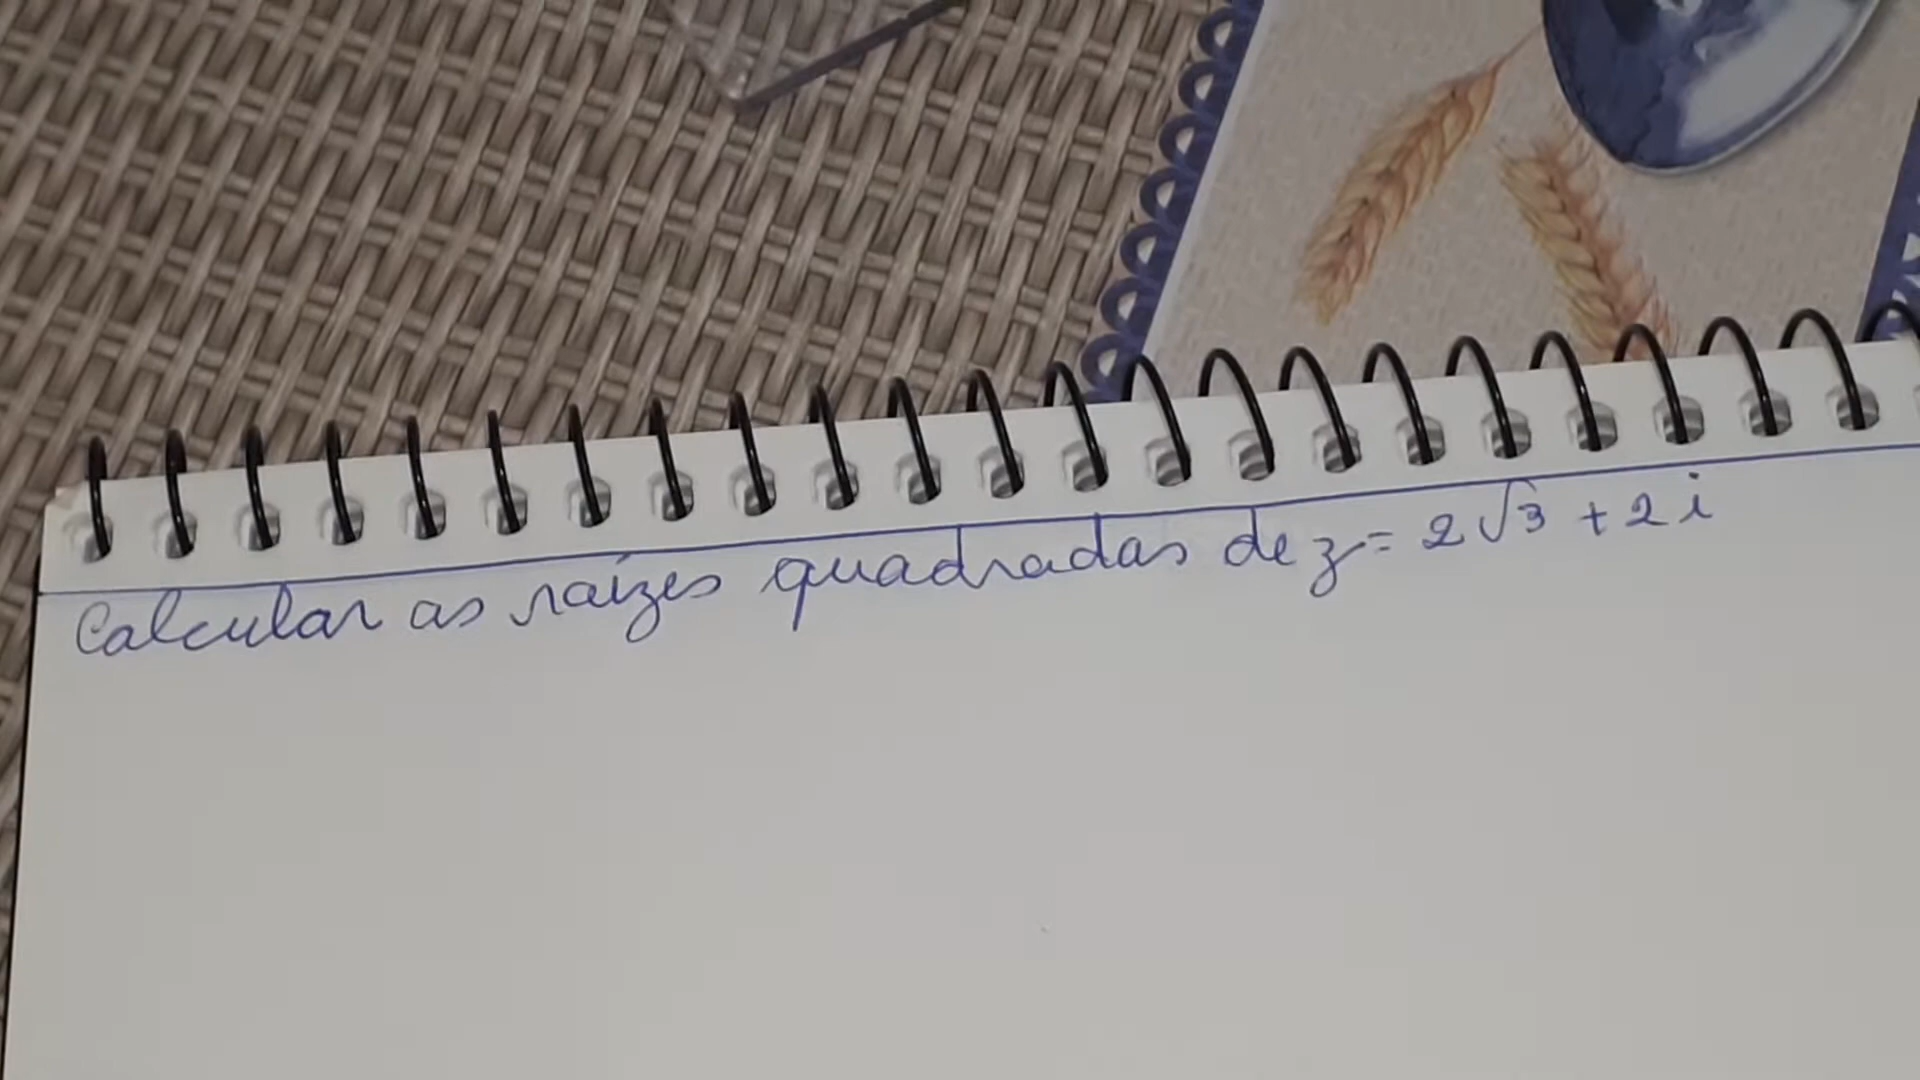 Calcular as raízes quadradas de z = 2√3 + 2i